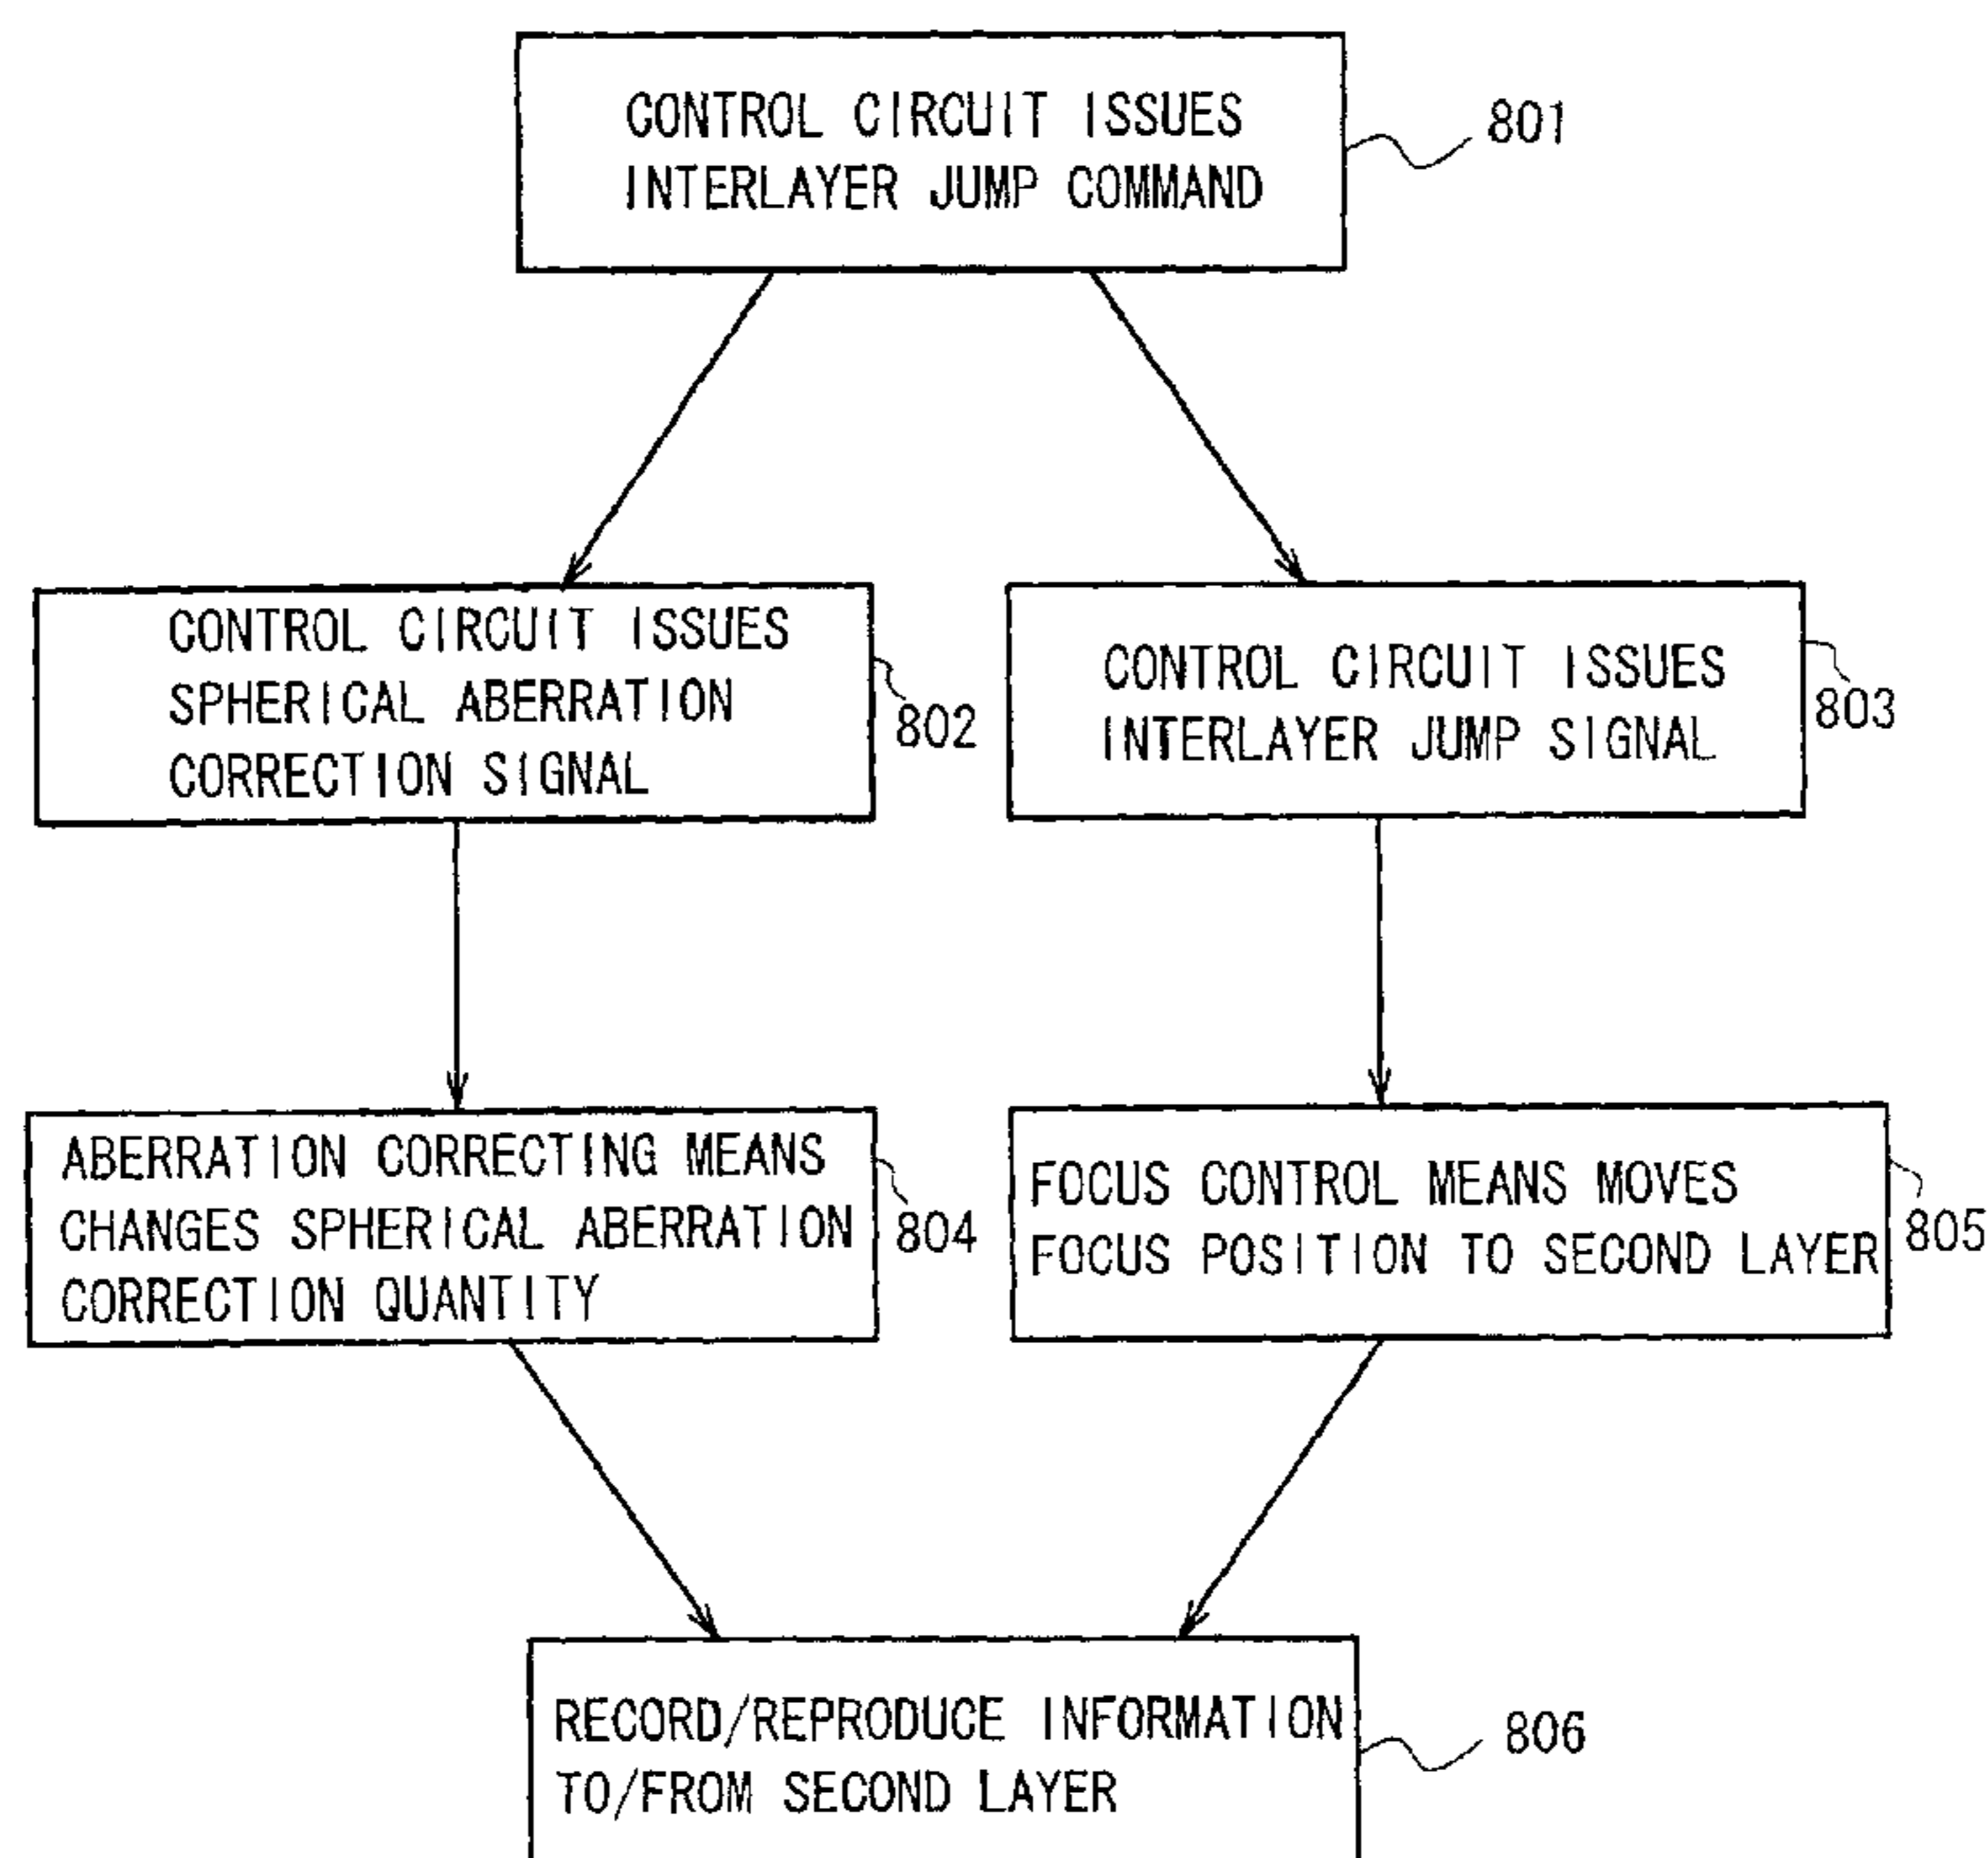 CONTROL CIRCUIT ISSUES
INTERLAYER JUMP COMMAND
801
CONTROL CIRCUIT ISSUES
SPHERICAL ABERRATION
CORRECTION SIGNAL
802
CONTROL CIRCUIT ISSUES
INTERLAYER JUMP SIGNAL
803
ABERRATION CORRECTING MEANS
CHANGES SPHERICAL ABERRATION
CORRECTION QUANTITY
804
FOCUS CONTROL MEANS MOVES
FOCUS POSITION TO SECOND LAYER
805
RECORD/REPRODUCE INFORMATION
TO/FROM SECOND LAYER
806